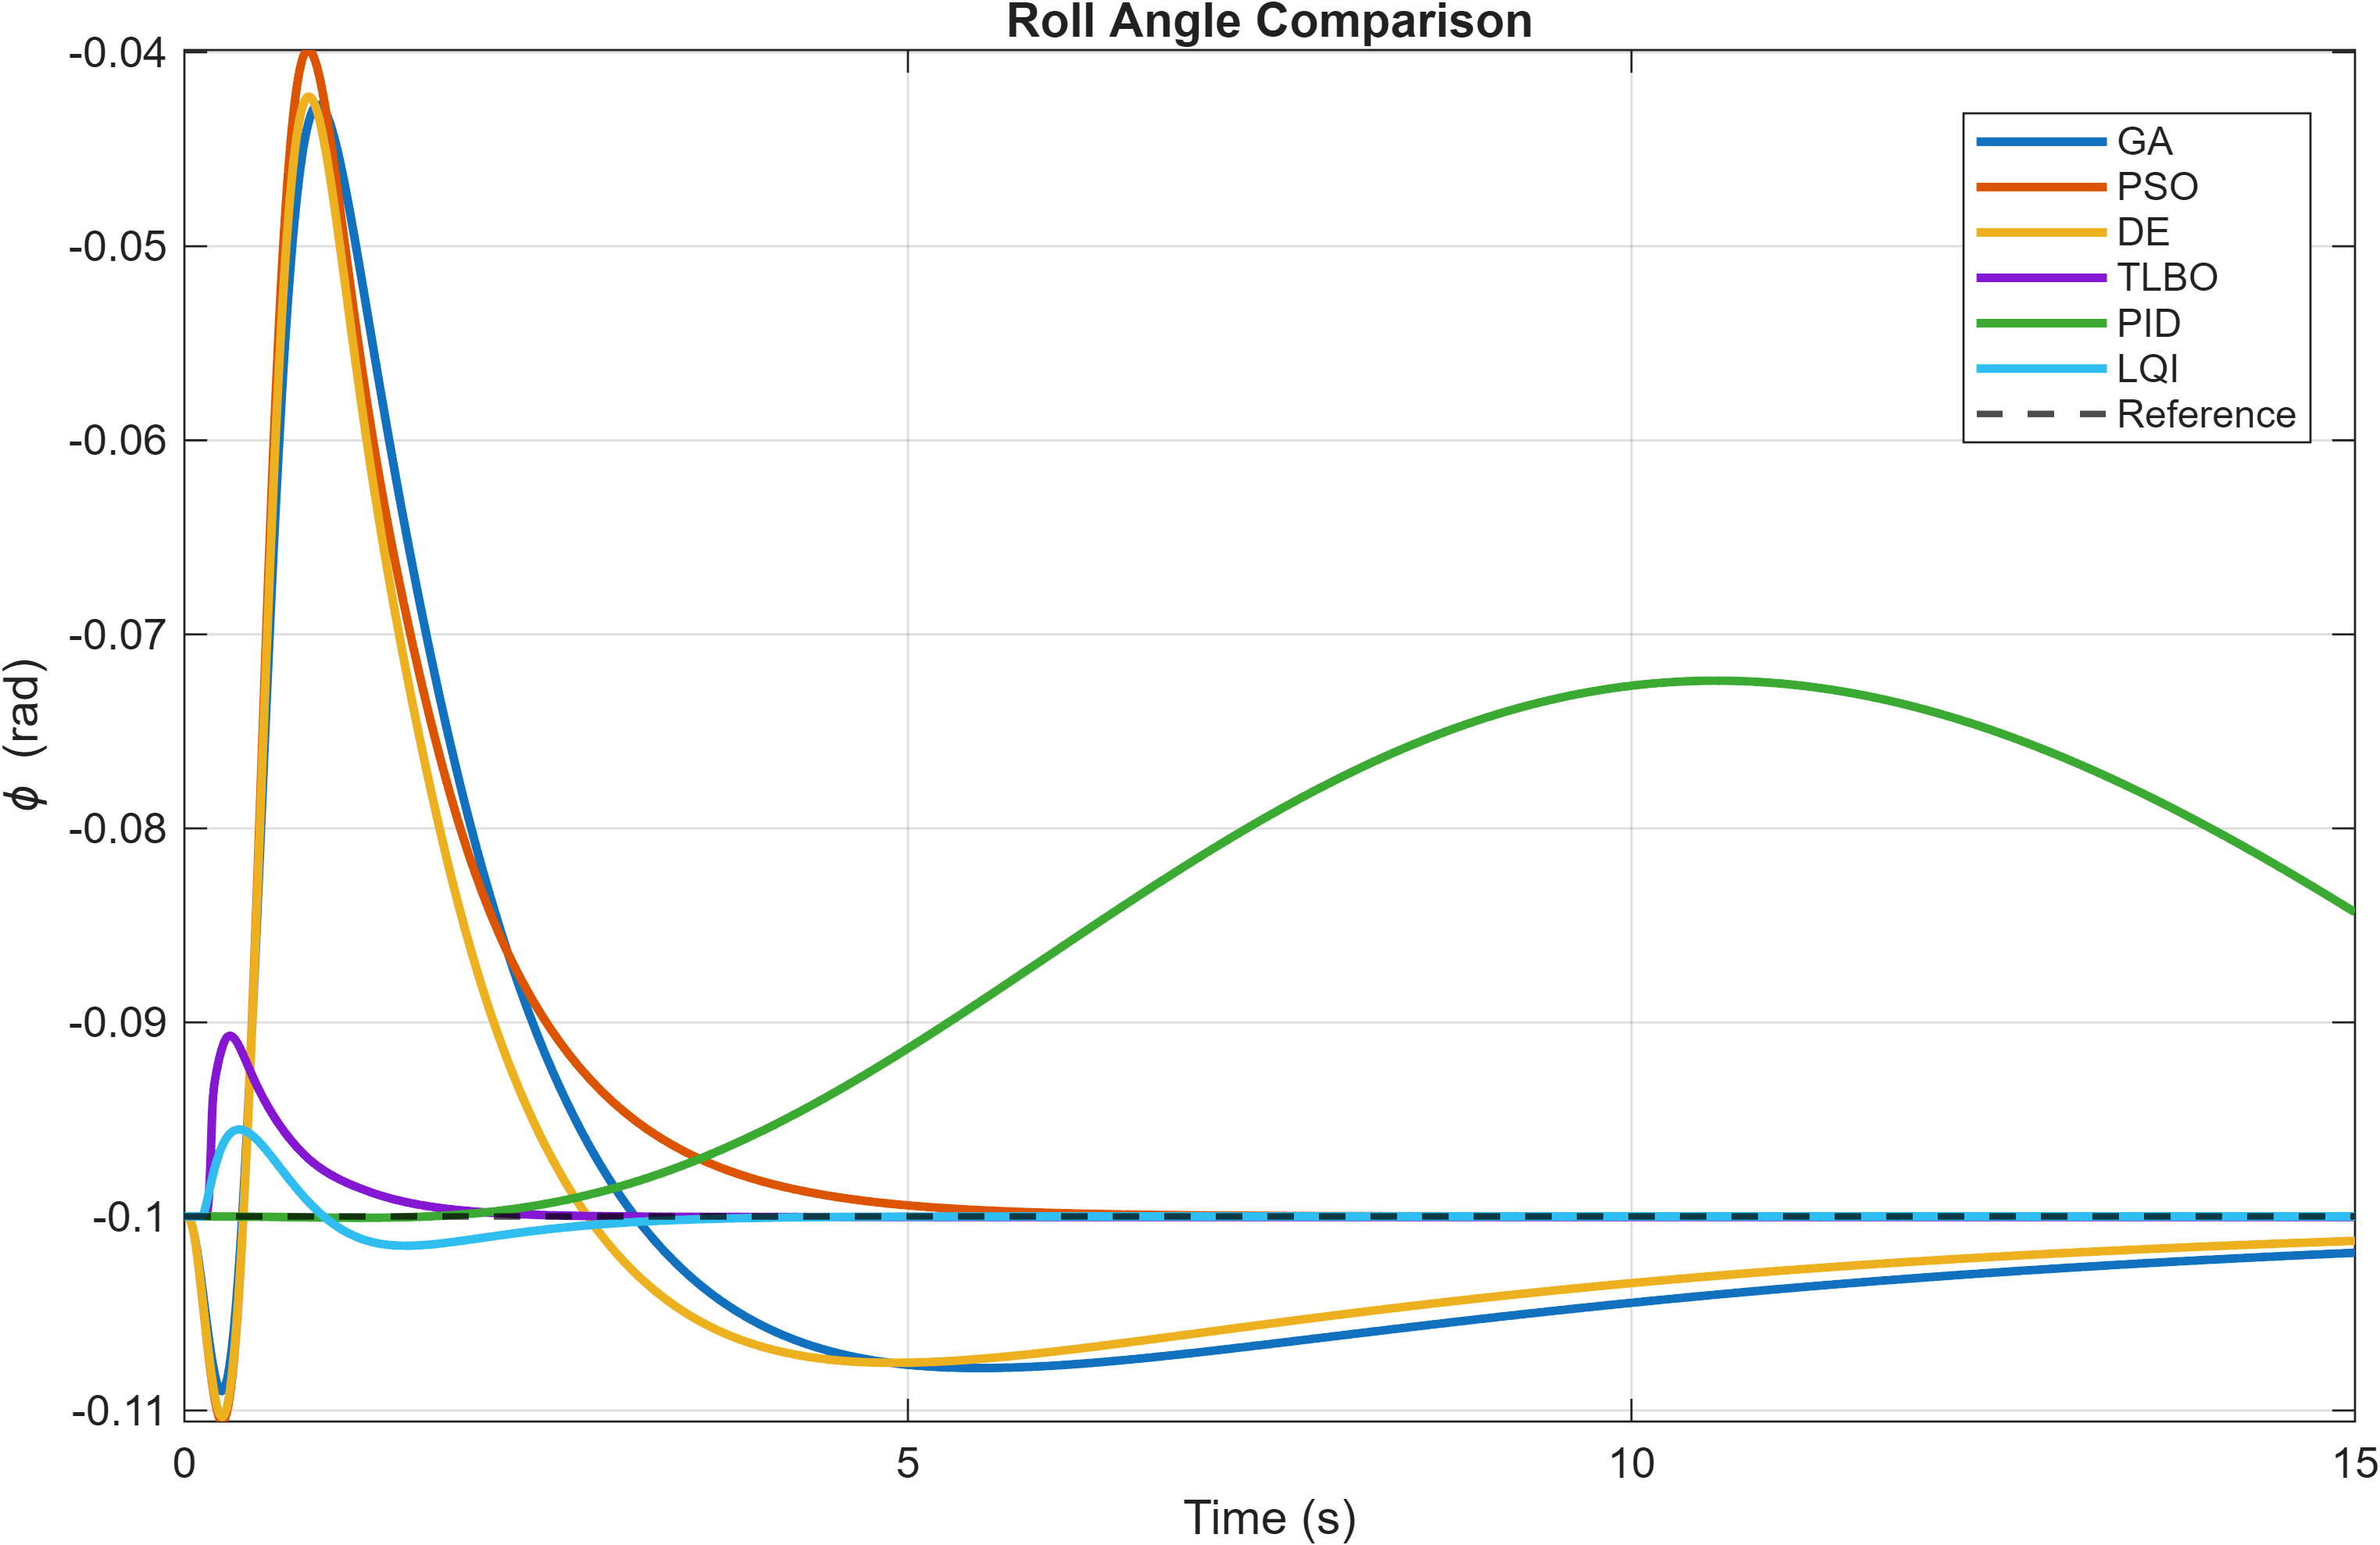 Roll Angle Comparison
-0.04
-0.05
-0.06
-0.07
-0.08
-0.09
-0.1
-0.11
ϕ (rad)
GA
PSO
DE
TLBO
PID
LQI
Reference
0
5
10
15
Time (s)